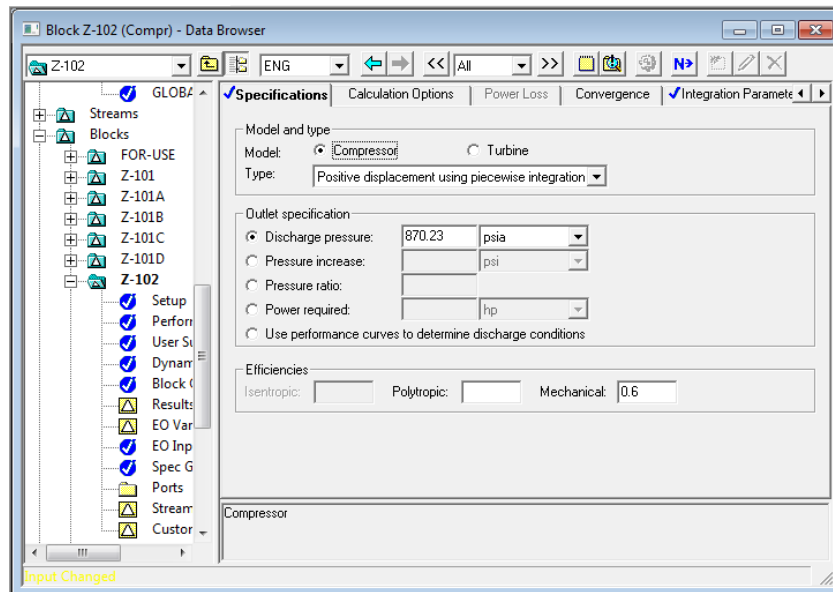 Block Z-102 (Compr) - Data Browser
Z-102 ENG << All >> N
GLOBA
Streams
Blocks
FOR-USE
Z-101
Z-101A
Z-101B
Z-101C
Z-101D
Z-102
Setup
Perforr
User Su
Dynam
Block C
Results
EO Var
EO Inp
Spec G
Ports
Stream
Custor
Specifications Calculation Options Power Loss Convergence Integration Paramete
Model and type
Model: Compressor Turbine
Type: Positive displacement using piecewise integration
Outlet specification
Discharge pressure: 870.23 psia
Pressure increase: psi
Pressure ratio:
Power required: hp
Use performance curves to determine discharge conditions
Efficiencies
Isentropic: Polytropic: Mechanical: 0.6
Compressor
Input Changed